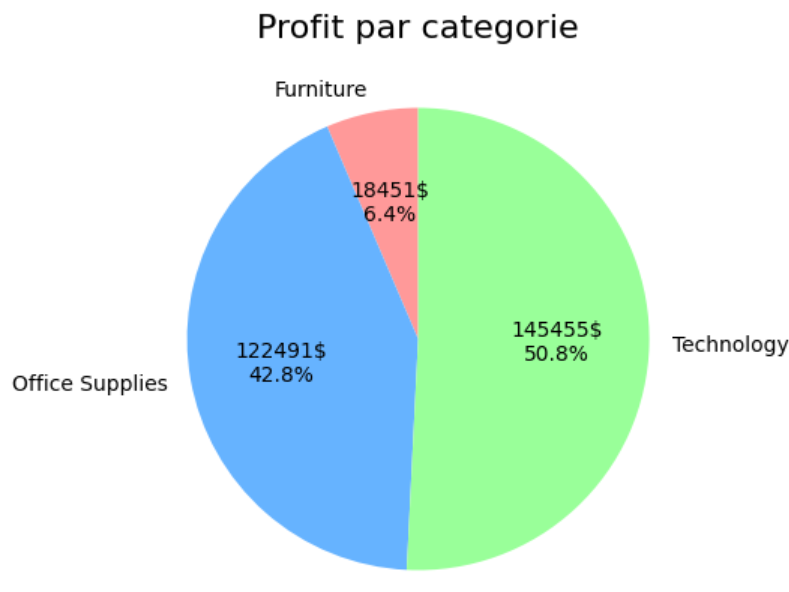 Profit par categorie
Furniture
18451$
6.4%
145455$
50.8%
Technology
122491$
42.8%
Office Supplies